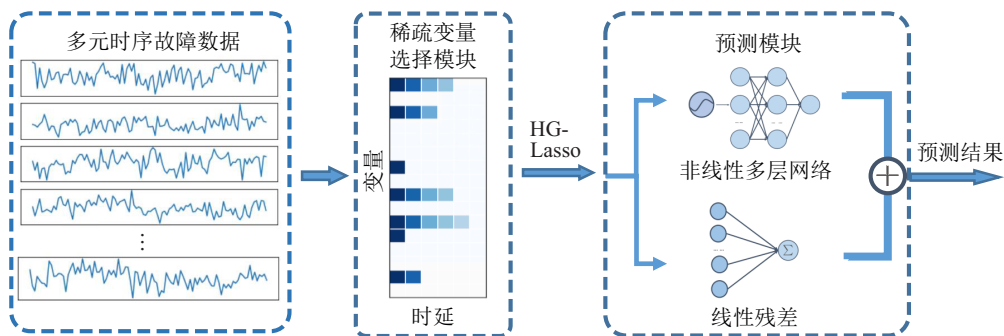 多元时序故障数据
⋮
稀疏变量
选择模块
变量
时延
HG-
Lasso
预测模块
非线性多层网络
Σ
线性残差
+
预测结果